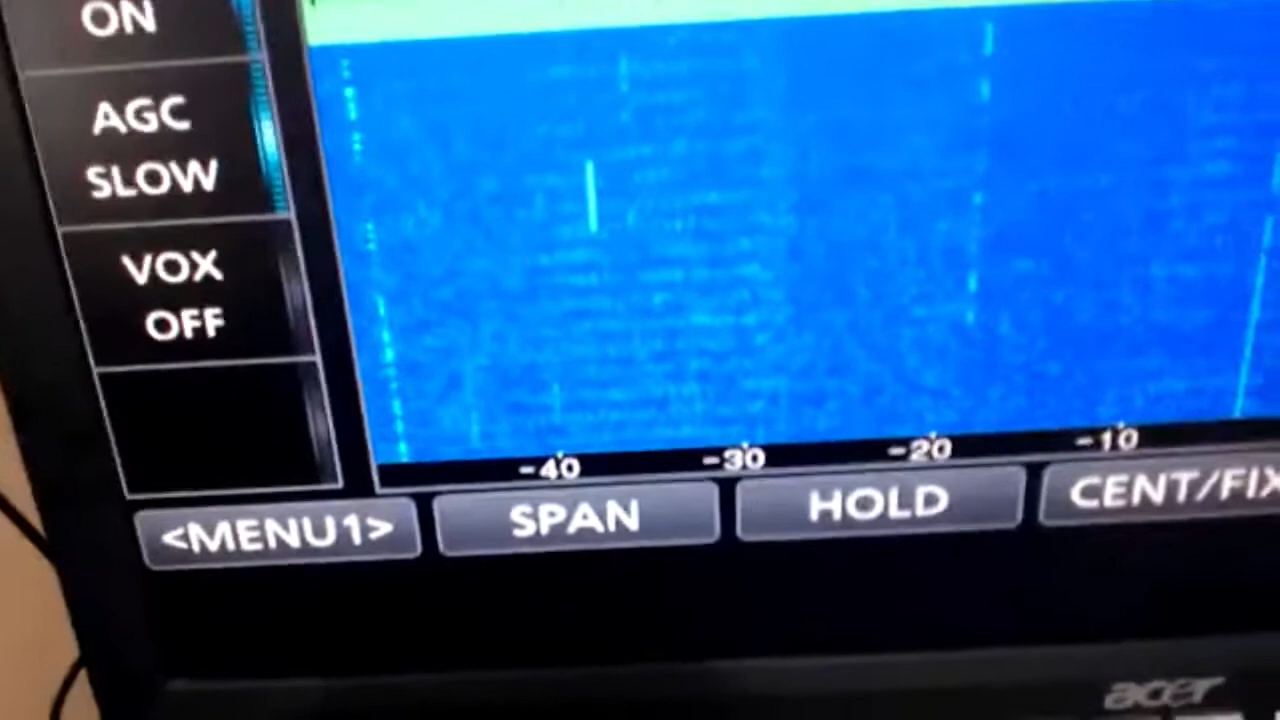 ON
AGC
SLOW
VOX
OFF
-40 -30 -20 -10
<MENU1> SPAN HOLD CENT/FIX
acer